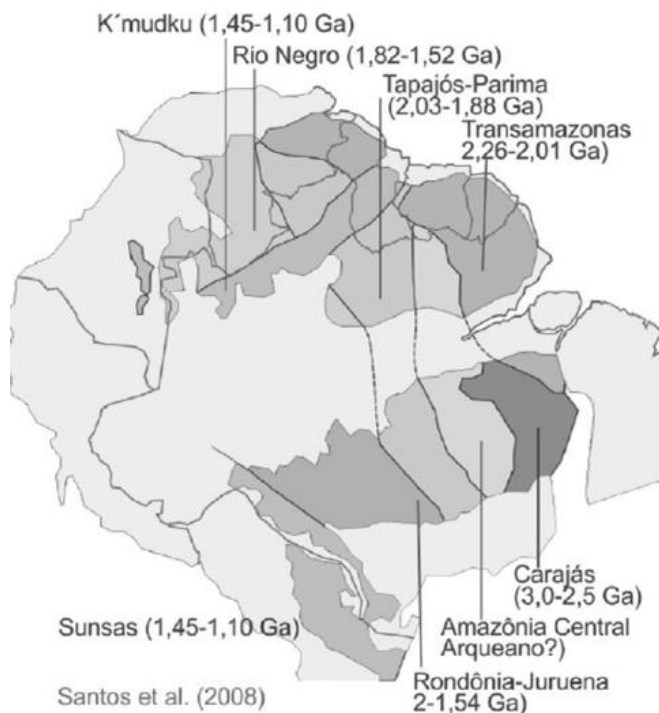 K´mudku (1,45-1,10 Ga)
Rio Negro (1,82-1,52 Ga)
Tapajós-Parima
(2,03-1,88 Ga)
Transamazonas
2,26-2,01 Ga)
Carajás
(3,0-2,5 Ga)
Sunsas (1,45-1,10 Ga)
Amazônia Central
Arqueano?)
Rondônia-Juruena
2-1,54 Ga)
Santos et al. (2008)